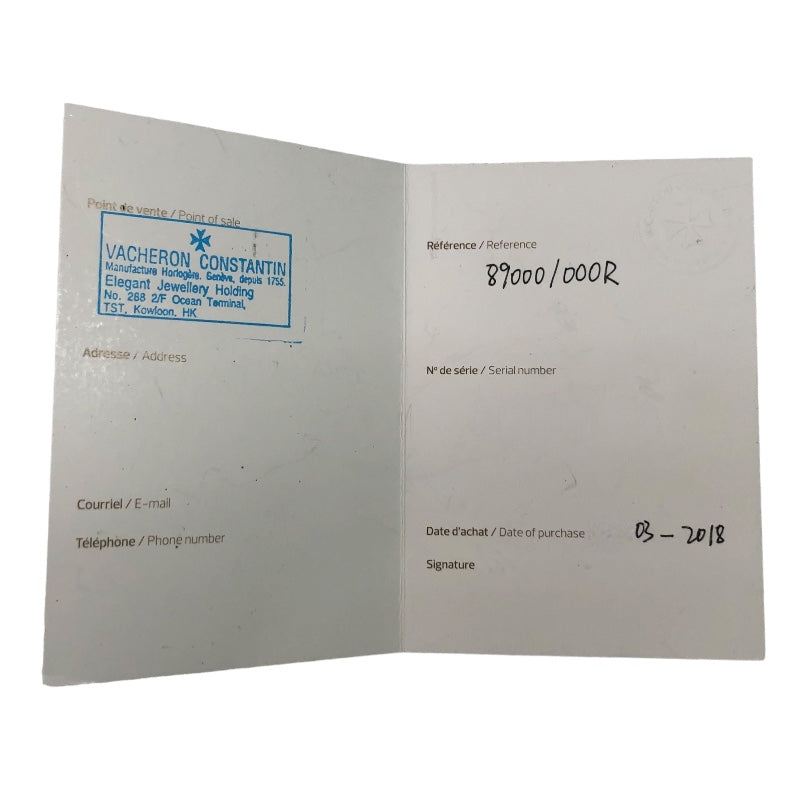 Point de vente / Point of sale
VACHERON CONSTANTIN
Manufacture Horlogère. Genève, depuis 1755.
Elegant Jewellery Holding
No. 268 2/F Ocean Terminal,
TST, Kowloon, HK
Adresse / Address
Courriel / E-mail
Téléphone / Phone number
Référence / Reference
89000/000R
N° de série / Serial number
Date d'achat / Date of purchase 03-2018
Signature